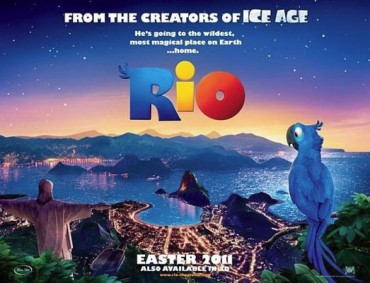 FROM THE CREATORS OF ICE AGE
He's going to the wildest,
most magical place on Earth
...home.
RIO
EASTER 2011
ALSO AVAILABLE IN 3D